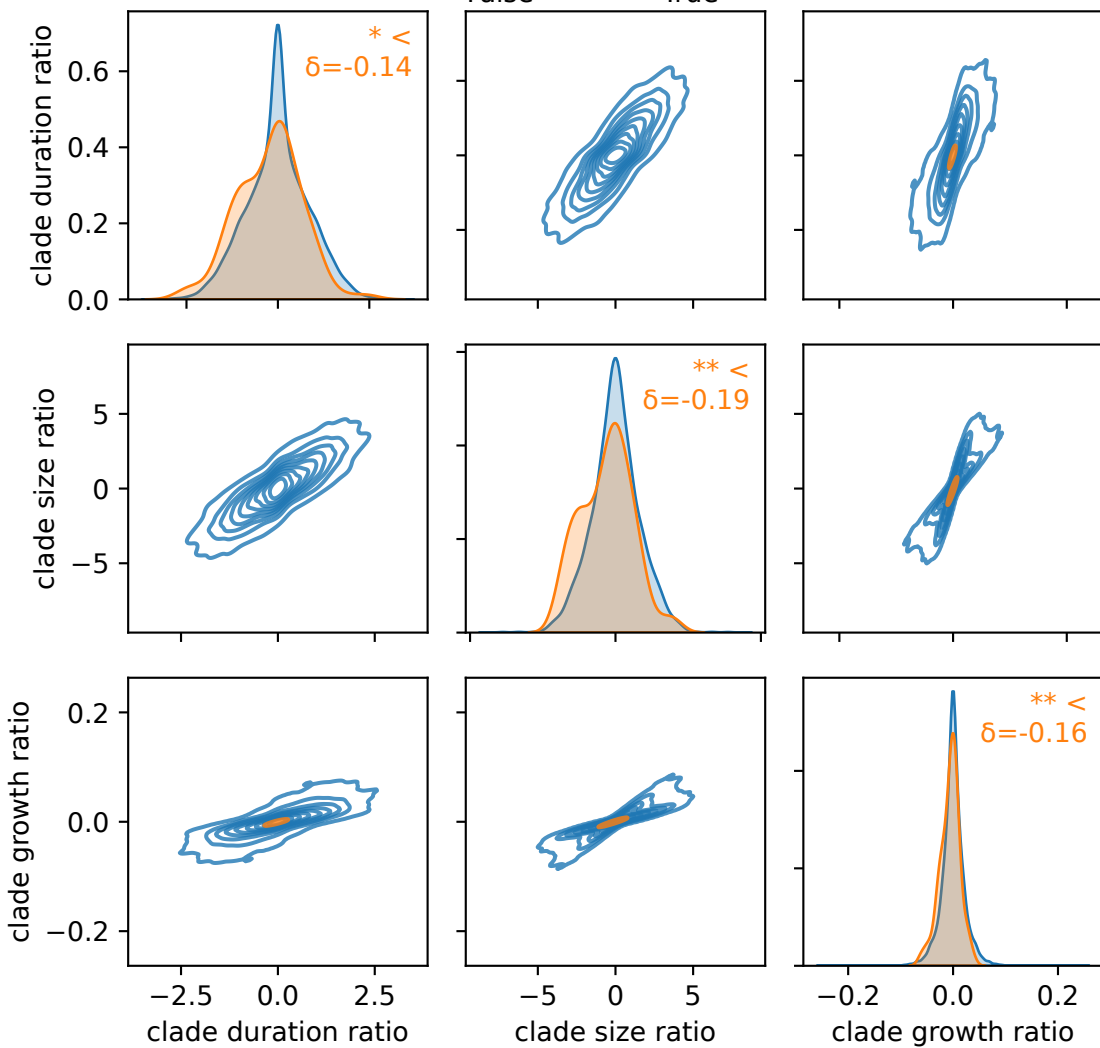 clade duration ratio
0.6
0.4
0.2
0.0
* <
δ=-0.14
clade size ratio
5
0
−5
** <
δ=-0.19
clade growth ratio
0.2
0.0
−0.2
** <
δ=-0.16
−2.5 0.0 2.5
−5 0 5
−0.2 0.0 0.2
clade duration ratio
clade size ratio
clade growth ratio